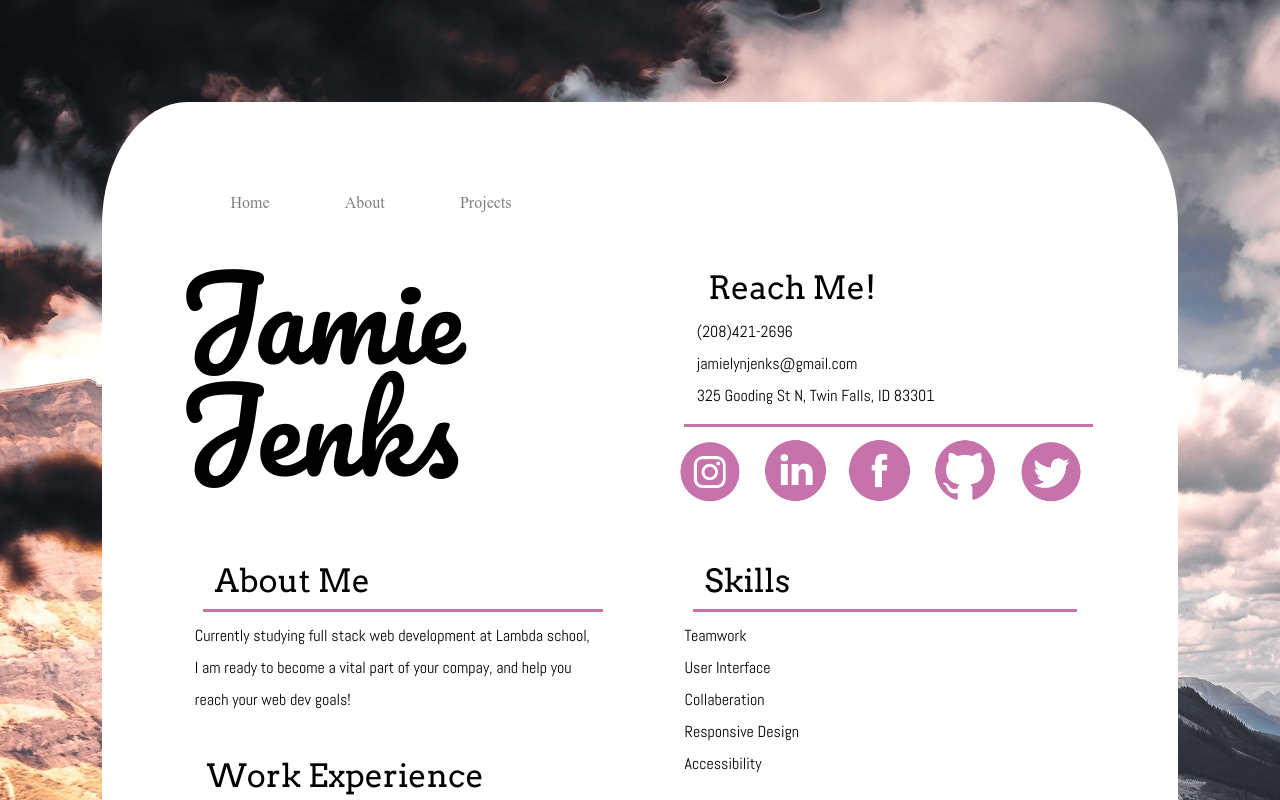 Home About Projects
Jamie
Jenks
Reach Me!
(208)421-2696
jamielynjenks@gmail.com
325 Gooding St N, Twin Falls, ID 83301
About Me
Currently studying full stack web development at Lambda school,
I am ready to become a vital part of your compay, and help you
reach your web dev goals!
Work Experience
Skills
Teamwork
User Interface
Collaberation
Responsive Design
Accessibility